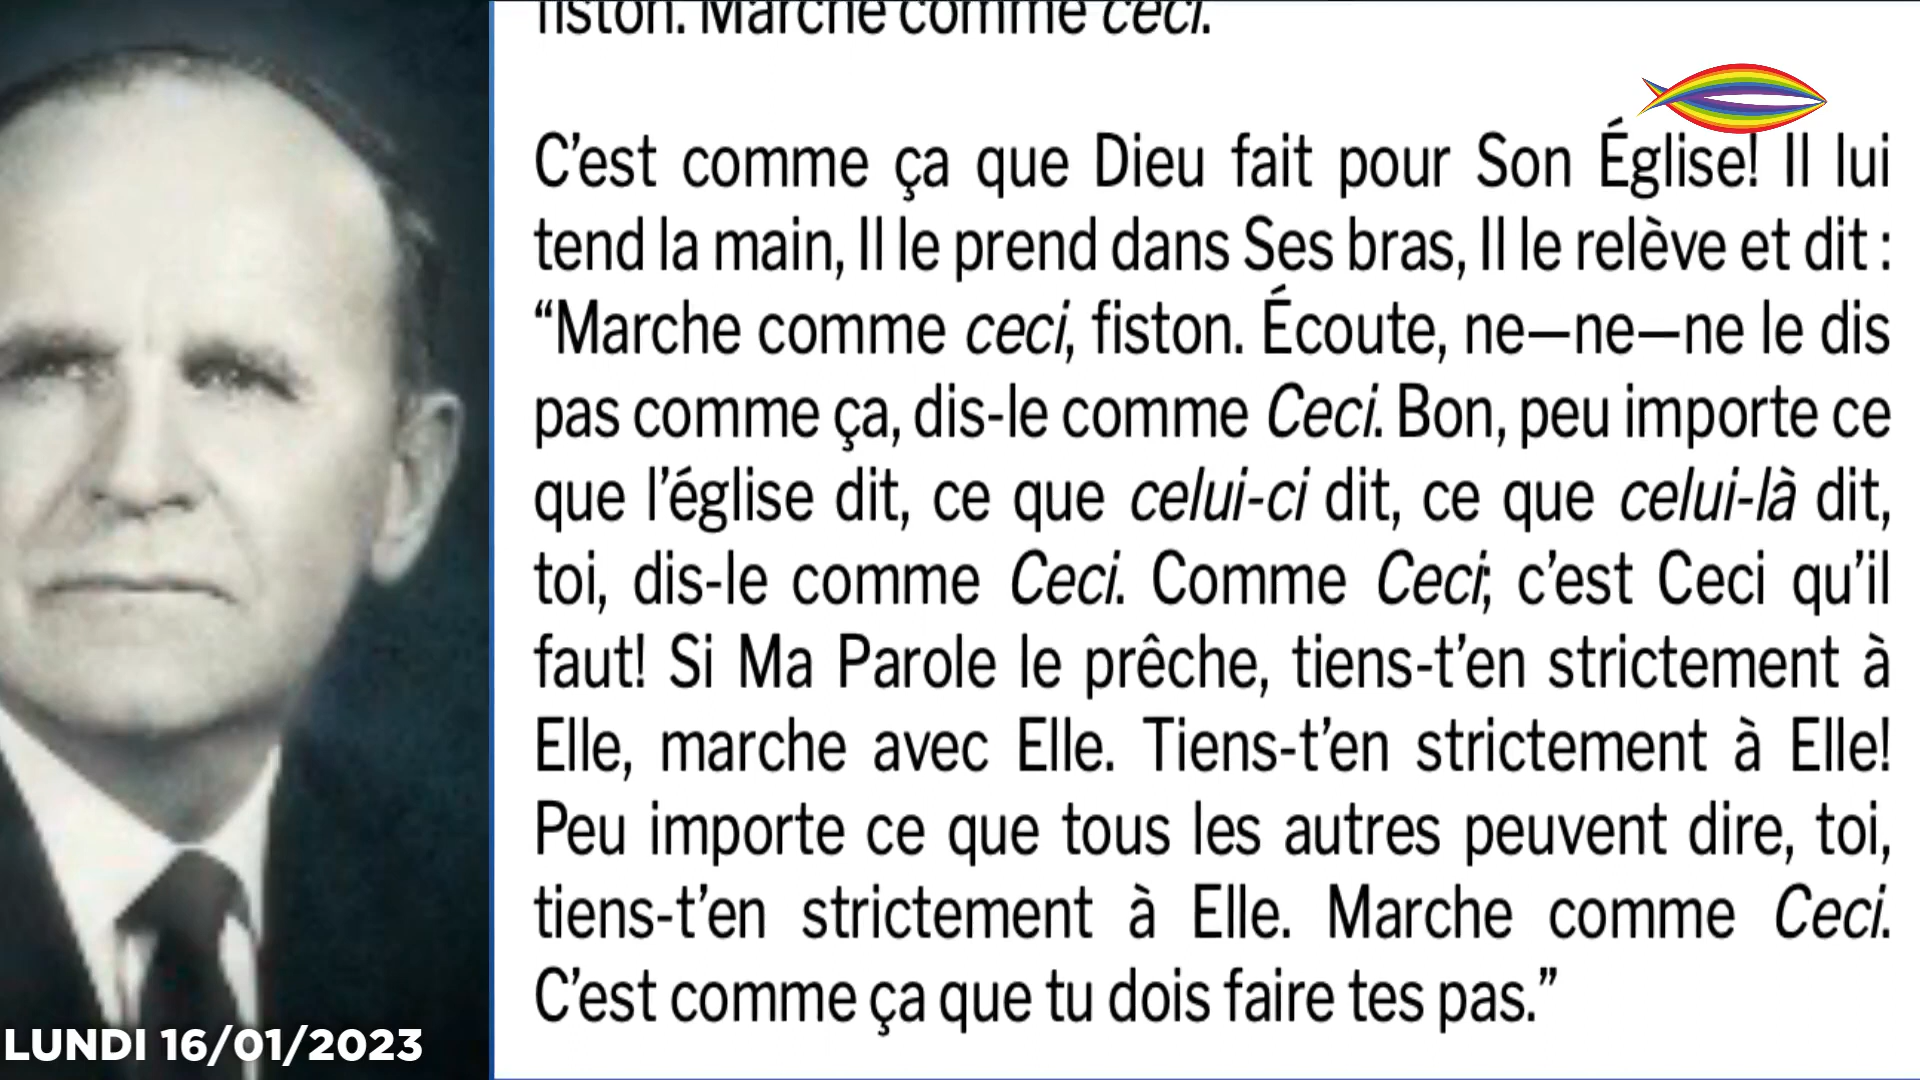 fiston. Marche comme ceci.
C’est comme ça que Dieu fait pour Son Église! Il lui
tend la main, Il le prend dans Ses bras, Il le relève et dit :
“Marche comme ceci, fiston. Écoute, ne—ne—ne le dis
pas comme ça, dis-le comme Ceci. Bon, peu importe ce
que l’église dit, ce que celui-ci dit, ce que celui-là dit,
toi, dis-le comme Ceci. Comme Ceci; c’est Ceci qu’il
faut! Si Ma Parole le prêche, tiens-t’en strictement à
Elle, marche avec Elle. Tiens-t’en strictement à Elle!
Peu importe ce que tous les autres peuvent dire, toi,
tiens-t’en strictement à Elle. Marche comme Ceci.
C’est comme ça que tu dois faire tes pas.”
LUNDI 16/01/2023